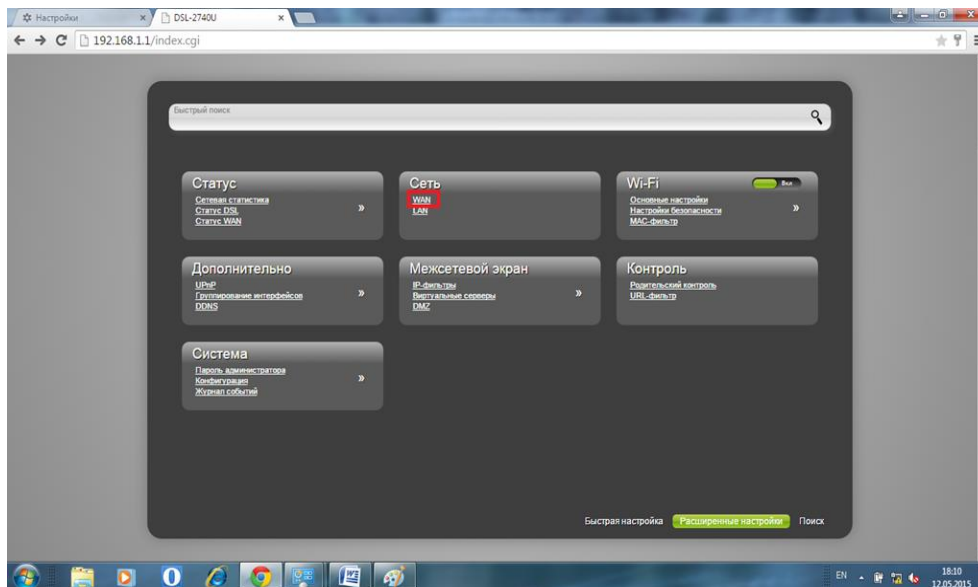 Настройки
DSL-2740U
192.168.1.1/index.cgi
Быстрый поиск
Статус
Сетевая статистика
Статус DSL
Статус WAN
Сеть
WAN
LAN
Wi-Fi
Вкл
Основные настройки
Настройки безопасности
MAC-фильтр
Дополнительно
UPnP
Группирование интерфейсов
DDNS
Межсетевой экран
IP-фильтры
Виртуальные серверы
DMZ
Контроль
Родительский контроль
URL-фильтр
Система
Пароль администратора
Конфигурация
Журнал событий
Быстрая настройка Расширенные настройки Поиск
EN
18:10
12.05.2015